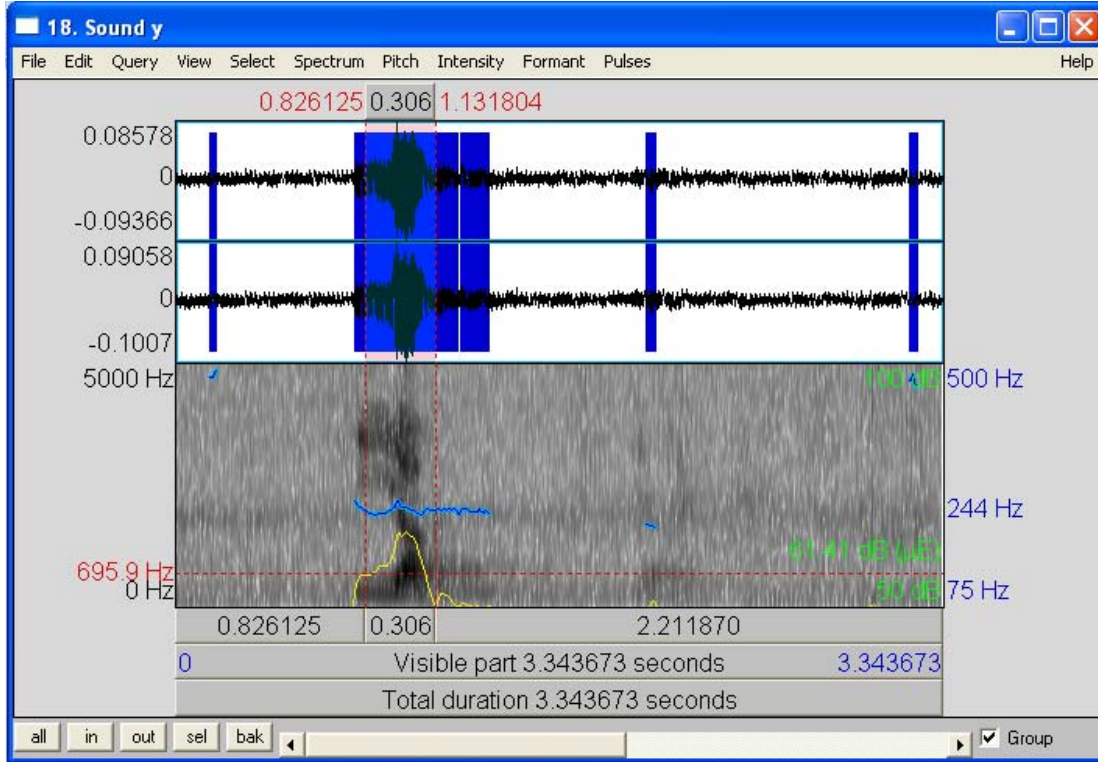 18. Sound y
File Edit Query View Select Spectrum Pitch Intensity Formant Pulses Help
0.826125 0.306 1.131804
0.08578
0
-0.09366
0.09058
0
-0.1007
5000 Hz 100 dB 500 Hz
244 Hz
61.41 dB (µE)
695.9 Hz
0 Hz 50 dB 75 Hz
0.826125 0.306 2.211870
0 Visible part 3.343673 seconds 3.343673
Total duration 3.343673 seconds
all in out sel bak Group